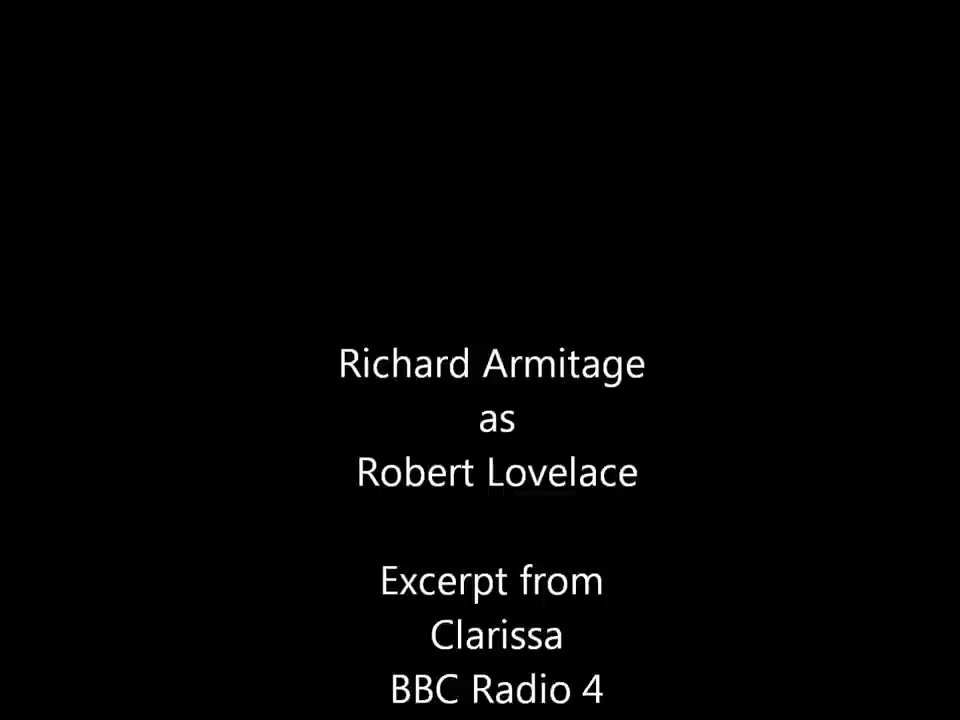 Richard Armitage
as
Robert Lovelace
Excerpt from
Clarissa
BBC Radio 4